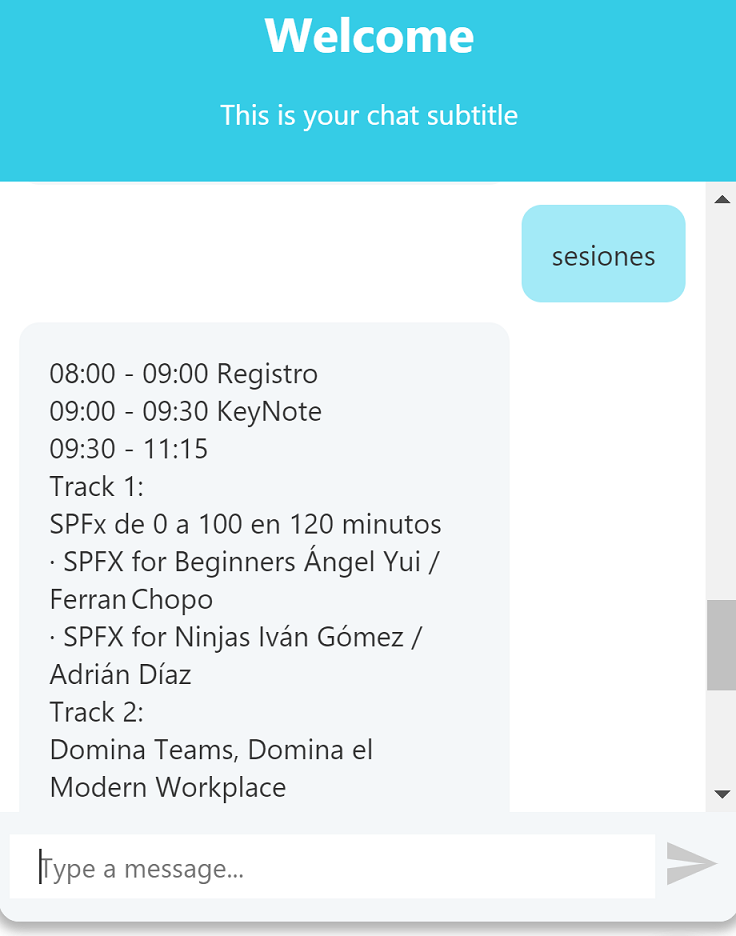 Welcome
This is your chat subtitle
sesiones
08:00 - 09:00 Registro
09:00 - 09:30 KeyNote
09:30 - 11:15
Track 1:
SPFx de 0 a 100 en 120 minutos
· SPFX for Beginners Ángel Yui /
Ferran Chopo
· SPFX for Ninjas Iván Gómez /
Adrián Díaz
Track 2:
Domina Teams, Domina el
Modern Workplace
Type a message...